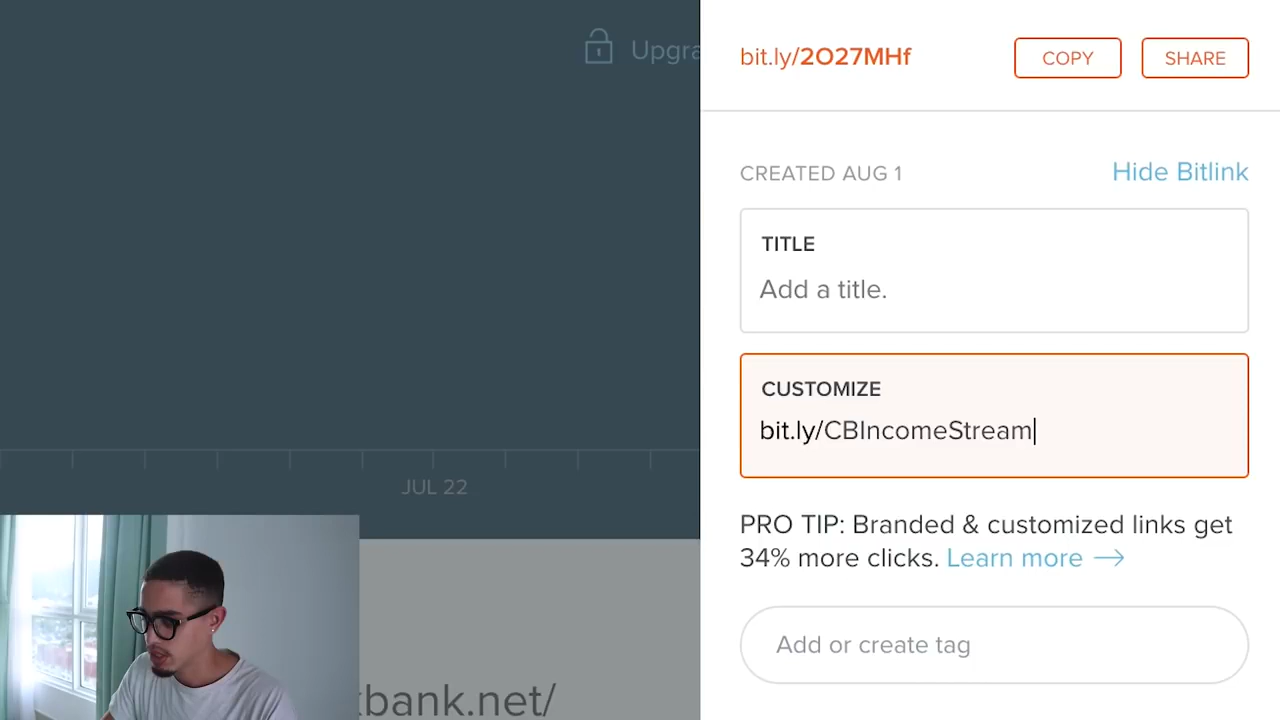 Upgra
bit.ly/2O27MHf
COPY
SHARE
CREATED AUG 1
Hide Bitlink
TITLE
Add a title.
CUSTOMIZE
bit.ly/CBIncomeStream
JUL 22
PRO TIP: Branded & customized links get
34% more clicks. Learn more →
Add or create tag
kbank.net/